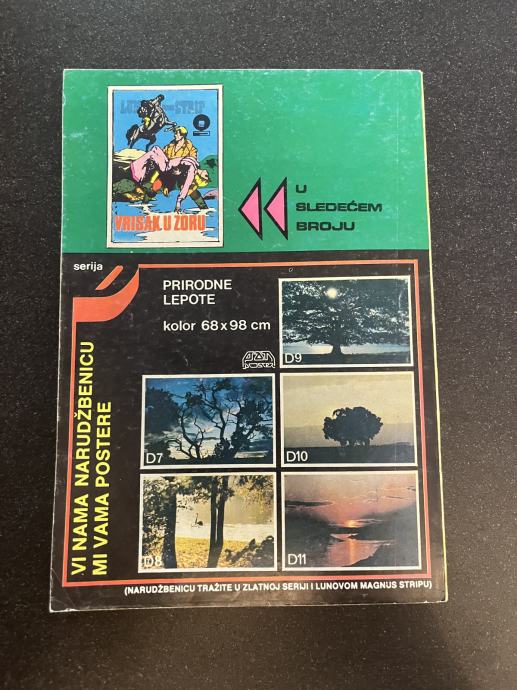 LUNOV MAGNUS STRIP
VRISAK U ZORU
U
SLEDEĆEM
BROJU
serija
PRIRODNE
LEPOTE
kolor 68 x 98 cm
D9
D7
D10
D8
D11
VI NAMA NARUDŽBENICU
MI VAMA POSTERE
(NARUDŽBENICU TRAŽITE U ZLATNOJ SERIJI I LUNOVOM MAGNUS STRIPU)